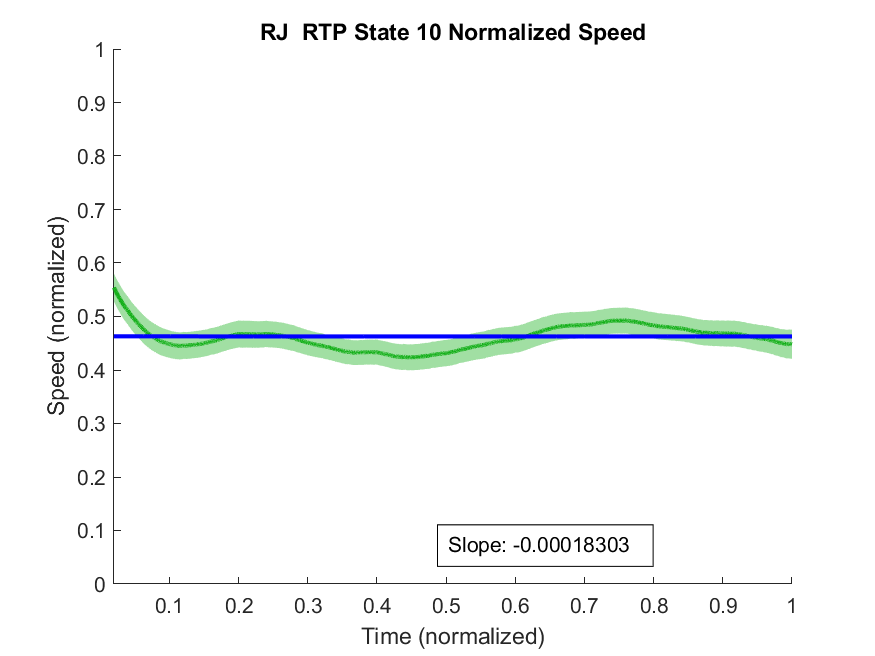 RJ  RTP State 10 Normalized Speed
1
0.9
0.8
0.7
0.6
0.5
0.4
0.3
0.2
0.1
0
Speed (normalized)
Slope: -0.00018303
0.1 0.2 0.3 0.4 0.5 0.6 0.7 0.8 0.9 1
Time (normalized)